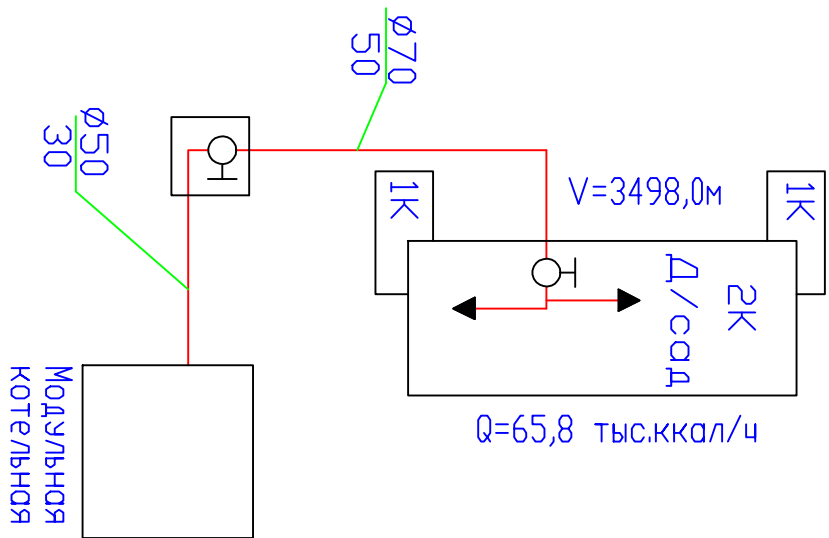 Ø70
50
Ø50
30
1К
V=3498,0м
1К
2К
Д/сад
Q=65,8 тыс.ккал/ч
Модульная
котельная